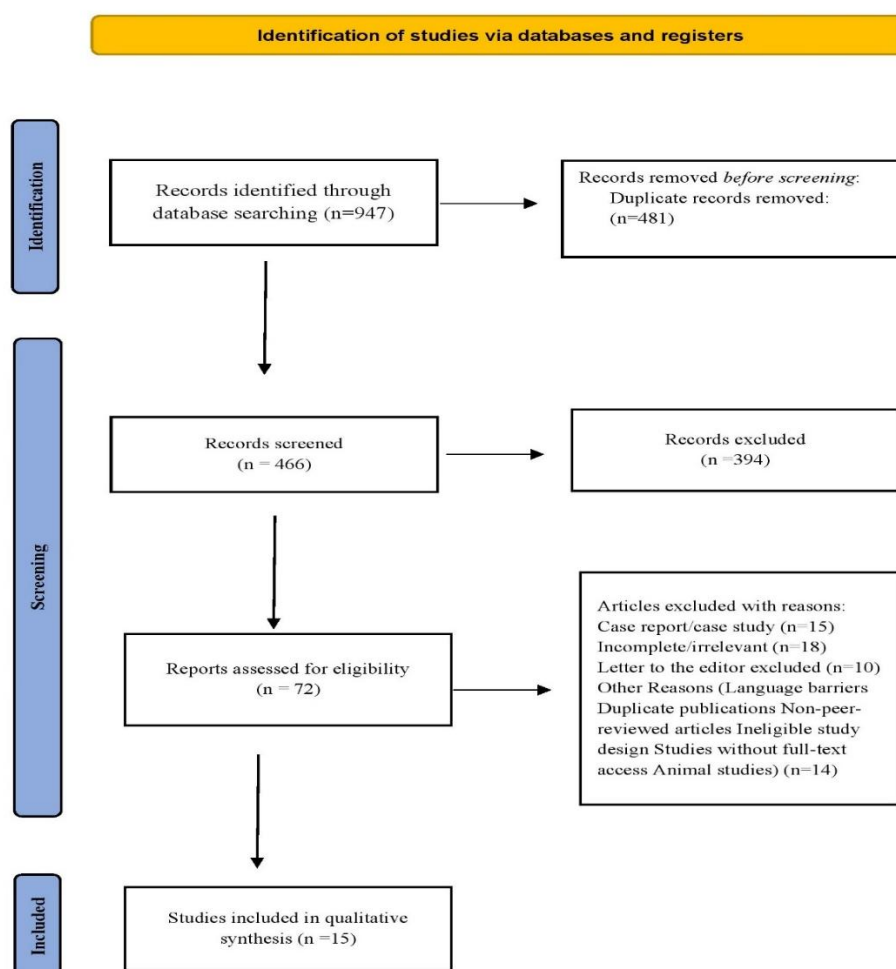 Identification of studies via databases and registers
Identification
Records identified through
database searching (n=947)
Records removed before screening:
Duplicate records removed:
(n=481)
Screening
Records screened
(n = 466)
Records excluded
(n =394)
Reports assessed for eligibility
(n = 72)
Articles excluded with reasons:
Case report/case study (n=15)
Incomplete/irrelevant (n=18)
Letter to the editor excluded (n=10)
Other Reasons (Language barriers
Duplicate publications Non-peer-
reviewed articles Ineligible study
design Studies without full-text
access Animal studies) (n=14)
Included
Studies included in qualitative
synthesis (n =15)